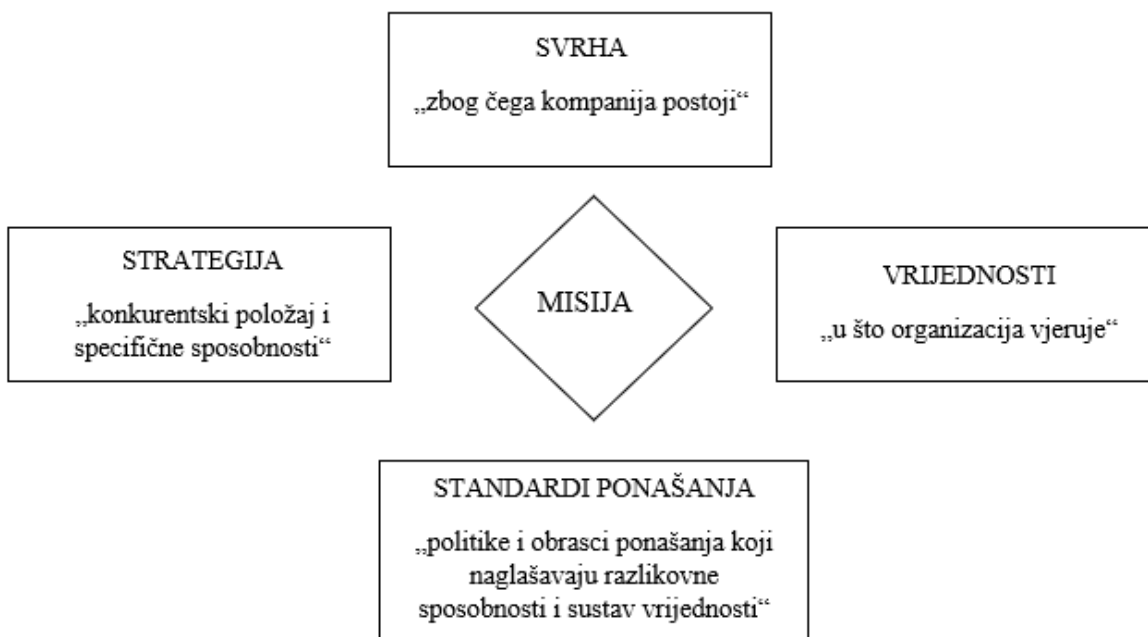 SVRHA
„zbog čega kompanija postoji“
STRATEGIJA
„konkurentski položaj i
specifične sposobnosti“
MISIJA
VRIJEDNOSTI
„u što organizacija vjeruje“
STANDARDI PONAŠANJA
„politike i obrasci ponašanja koji
naglašavaju razlikovne
sposobnosti i sustav vrijednosti“